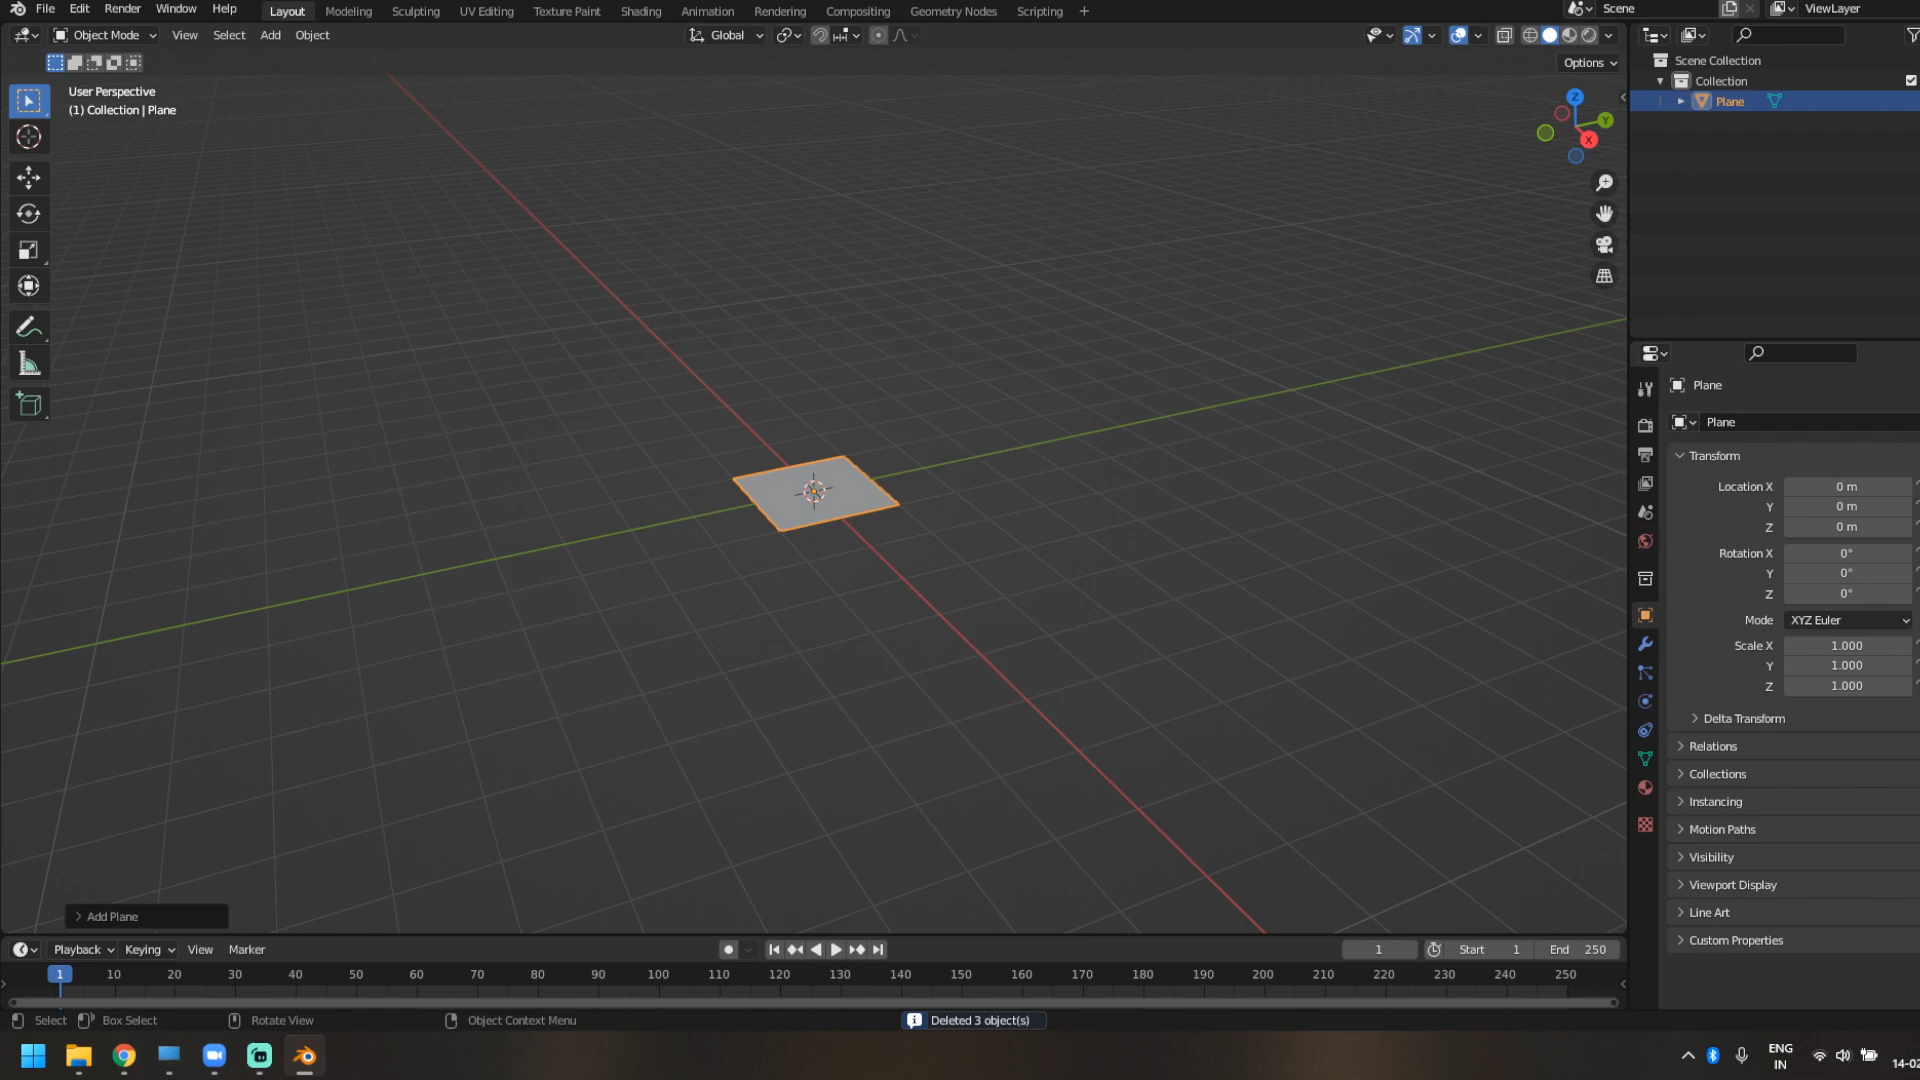 File Edit Render Window Help Layout Modeling Sculpting UV Editing Texture Paint Shading Animation Rendering Compositing Geometry Nodes Scripting + Scene ViewLayer
Object Mode View Select Add Object Global
Options
User Perspective
(1) Collection | Plane
Z
Y
X
Scene Collection
Collection
Plane
Plane
Plane
Transform
Location X 0 m
Y 0 m
Z 0 m
Rotation X 0°
Y 0°
Z 0°
Mode XYZ Euler
Scale X 1.000
Y 1.000
Z 1.000
Delta Transform
Relations
Collections
Instancing
Motion Paths
Visibility
Viewport Display
Line Art
Custom Properties
Add Plane
Playback Keying View Marker 1 Start 1 End 250
1 10 20 30 40 50 60 70 80 90 100 110 120 130 140 150 160 170 180 190 200 210 220 230 240 250
Select Box Select Rotate View Object Context Menu Deleted 3 object(s)
ENG
IN
14-02